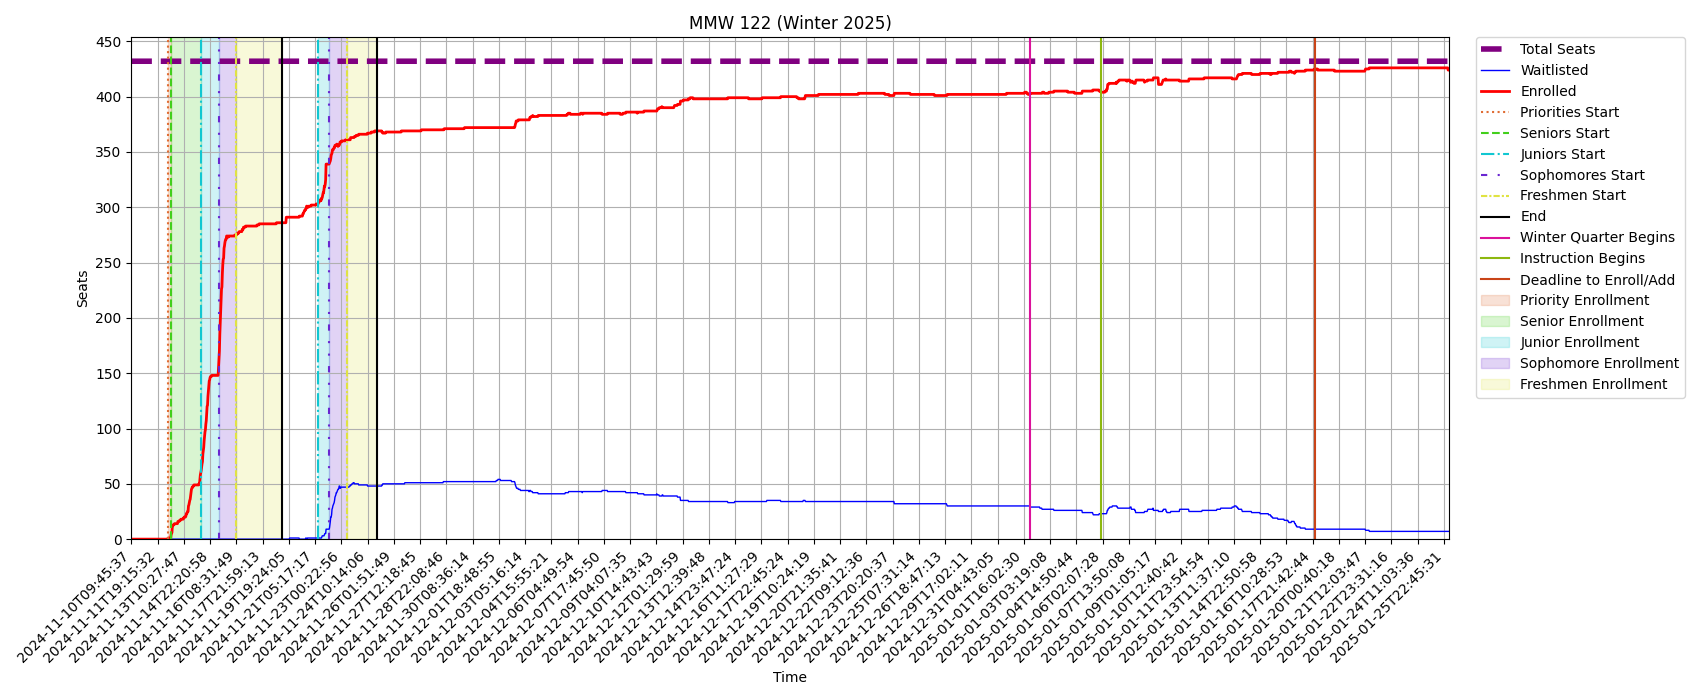 MMW 122 (Winter 2025)
450
400
350
300
250
200
150
100
50
0
Seats
2024-11-10T09:45:37
2024-11-11T19:15:32
2024-11-13T10:27:47
2024-11-14T22:20:58
2024-11-16T08:31:49
2024-11-17T21:59:13
2024-11-19T19:24:05
2024-11-21T05:17:17
2024-11-23T00:22:56
2024-11-24T10:14:06
2024-11-26T01:51:49
2024-11-27T12:18:45
2024-11-28T22:08:46
2024-11-30T08:36:14
2024-12-01T18:48:55
2024-12-03T05:16:14
2024-12-04T15:55:21
2024-12-06T04:49:54
2024-12-07T17:45:50
2024-12-09T04:07:35
2024-12-10T14:43:43
2024-12-12T01:29:59
2024-12-13T12:39:48
2024-12-14T23:47:24
2024-12-16T11:27:29
2024-12-17T22:45:24
2024-12-19T10:24:19
2024-12-20T21:35:41
2024-12-22T09:12:36
2024-12-23T20:20:37
2024-12-25T07:31:14
2024-12-26T18:47:13
2024-12-29T17:02:11
2024-12-31T04:43:05
2025-01-01T16:02:30
2025-01-03T03:19:08
2025-01-04T14:50:44
2025-01-06T02:07:28
2025-01-07T13:50:08
2025-01-09T01:05:17
2025-01-10T12:40:42
2025-01-11T23:54:54
2025-01-13T11:37:10
2025-01-14T22:50:58
2025-01-16T10:28:53
2025-01-17T21:42:44
2025-01-20T00:40:18
2025-01-21T12:03:47
2025-01-22T23:31:16
2025-01-24T11:03:36
2025-01-25T22:45:31
Time
Total Seats
Waitlisted
Enrolled
Priorities Start
Seniors Start
Juniors Start
Sophomores Start
Freshmen Start
End
Winter Quarter Begins
Instruction Begins
Deadline to Enroll/Add
Priority Enrollment
Senior Enrollment
Junior Enrollment
Sophomore Enrollment
Freshmen Enrollment